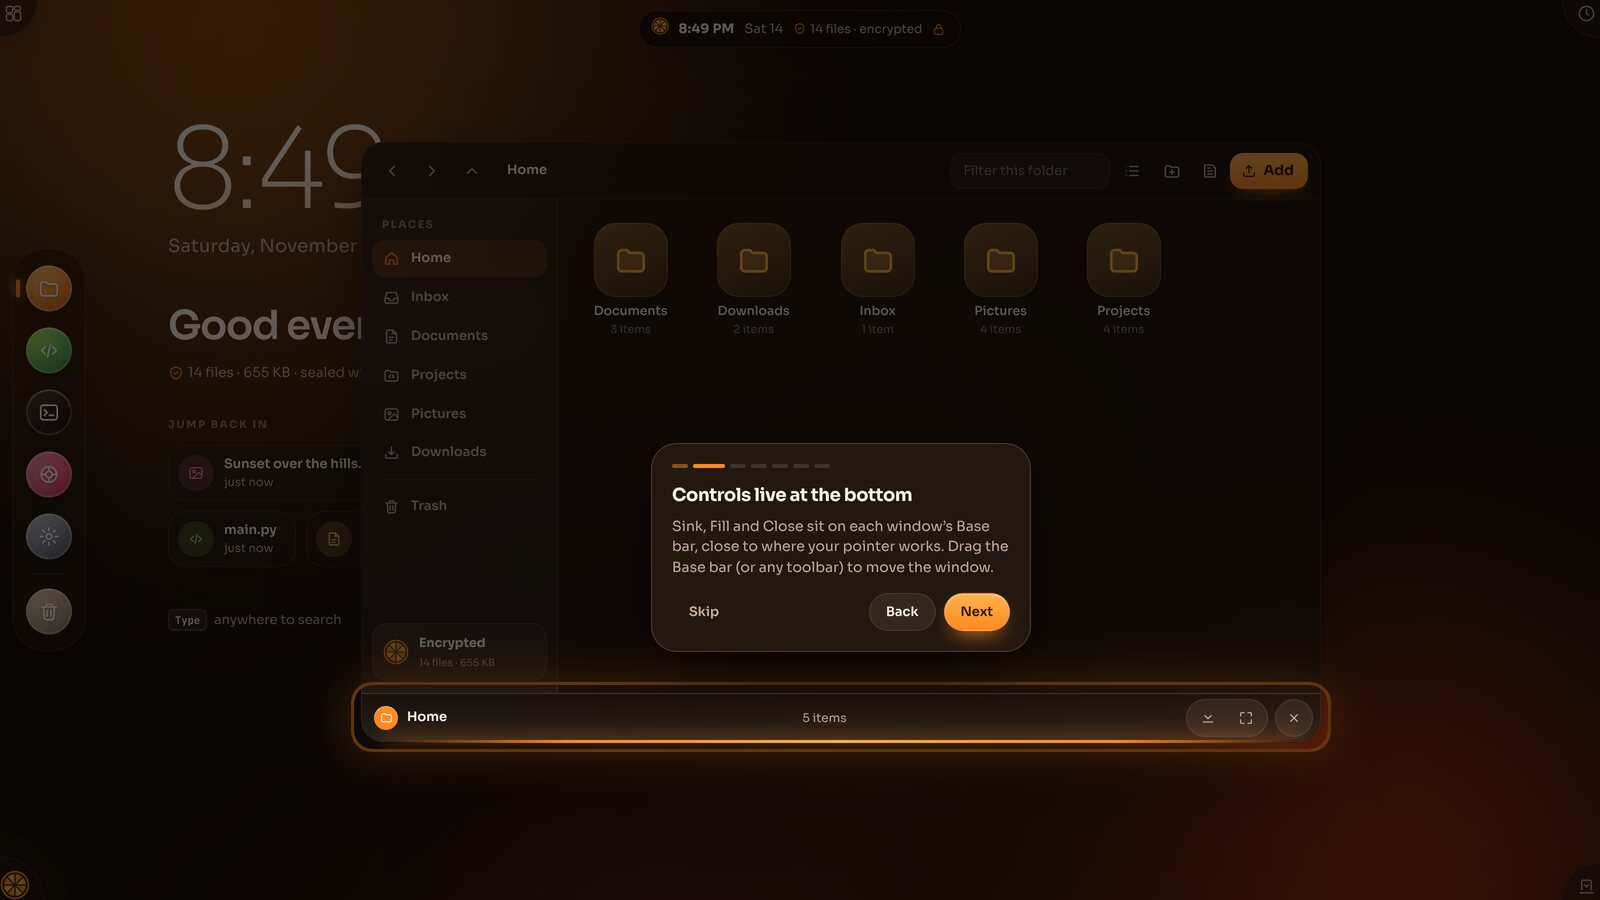 8:49 PM Sat 14 14 files · encrypted
8:49
Saturday, November
Good ever
14 files · 655 KB · sealed w
JUMP BACK IN
Sunset over the hills.
just now
main.py
just now
Type anywhere to search
Home
Filter this folder
Add
PLACES
Home
Inbox
Documents
Projects
Pictures
Downloads
Trash
Encrypted
14 files · 655 KB
Documents
3 items
Downloads
2 items
Inbox
1 item
Pictures
4 items
Projects
4 items
Controls live at the bottom
Sink, Fill and Close sit on each window’s Base
bar, close to where your pointer works. Drag the
Base bar (or any toolbar) to move the window.
Skip
Back
Next
Home
5 items